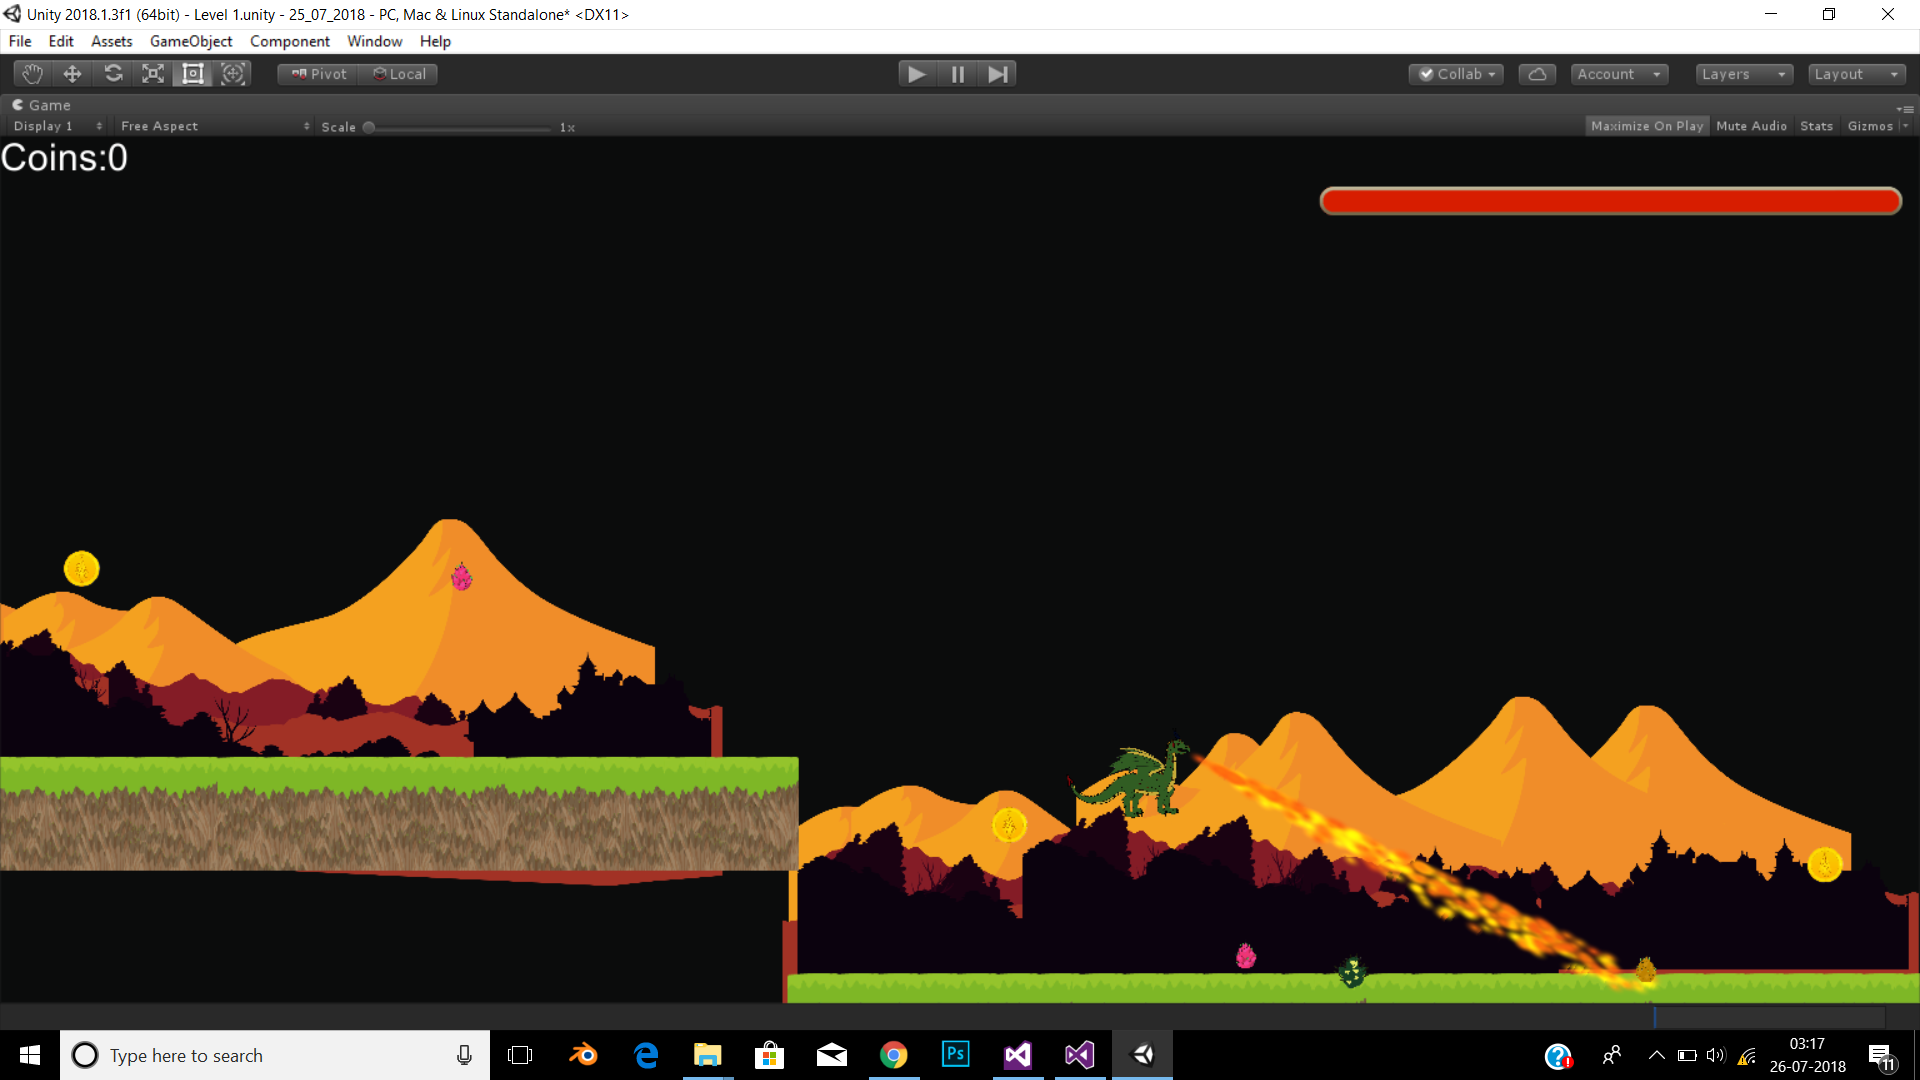 Unity 2018.1.3f1 (64bit) - Level 1.unity - 25_07_2018 - PC, Mac & Linux Standalone* <DX11>
File Edit Assets GameObject Component Window Help
Pivot Local Collab Account Layers Layout
Game
Display 1 Free Aspect Scale 1x Maximize On Play Mute Audio Stats Gizmos
Coins:0
Type here to search
Ps
03:17
26-07-2018
11